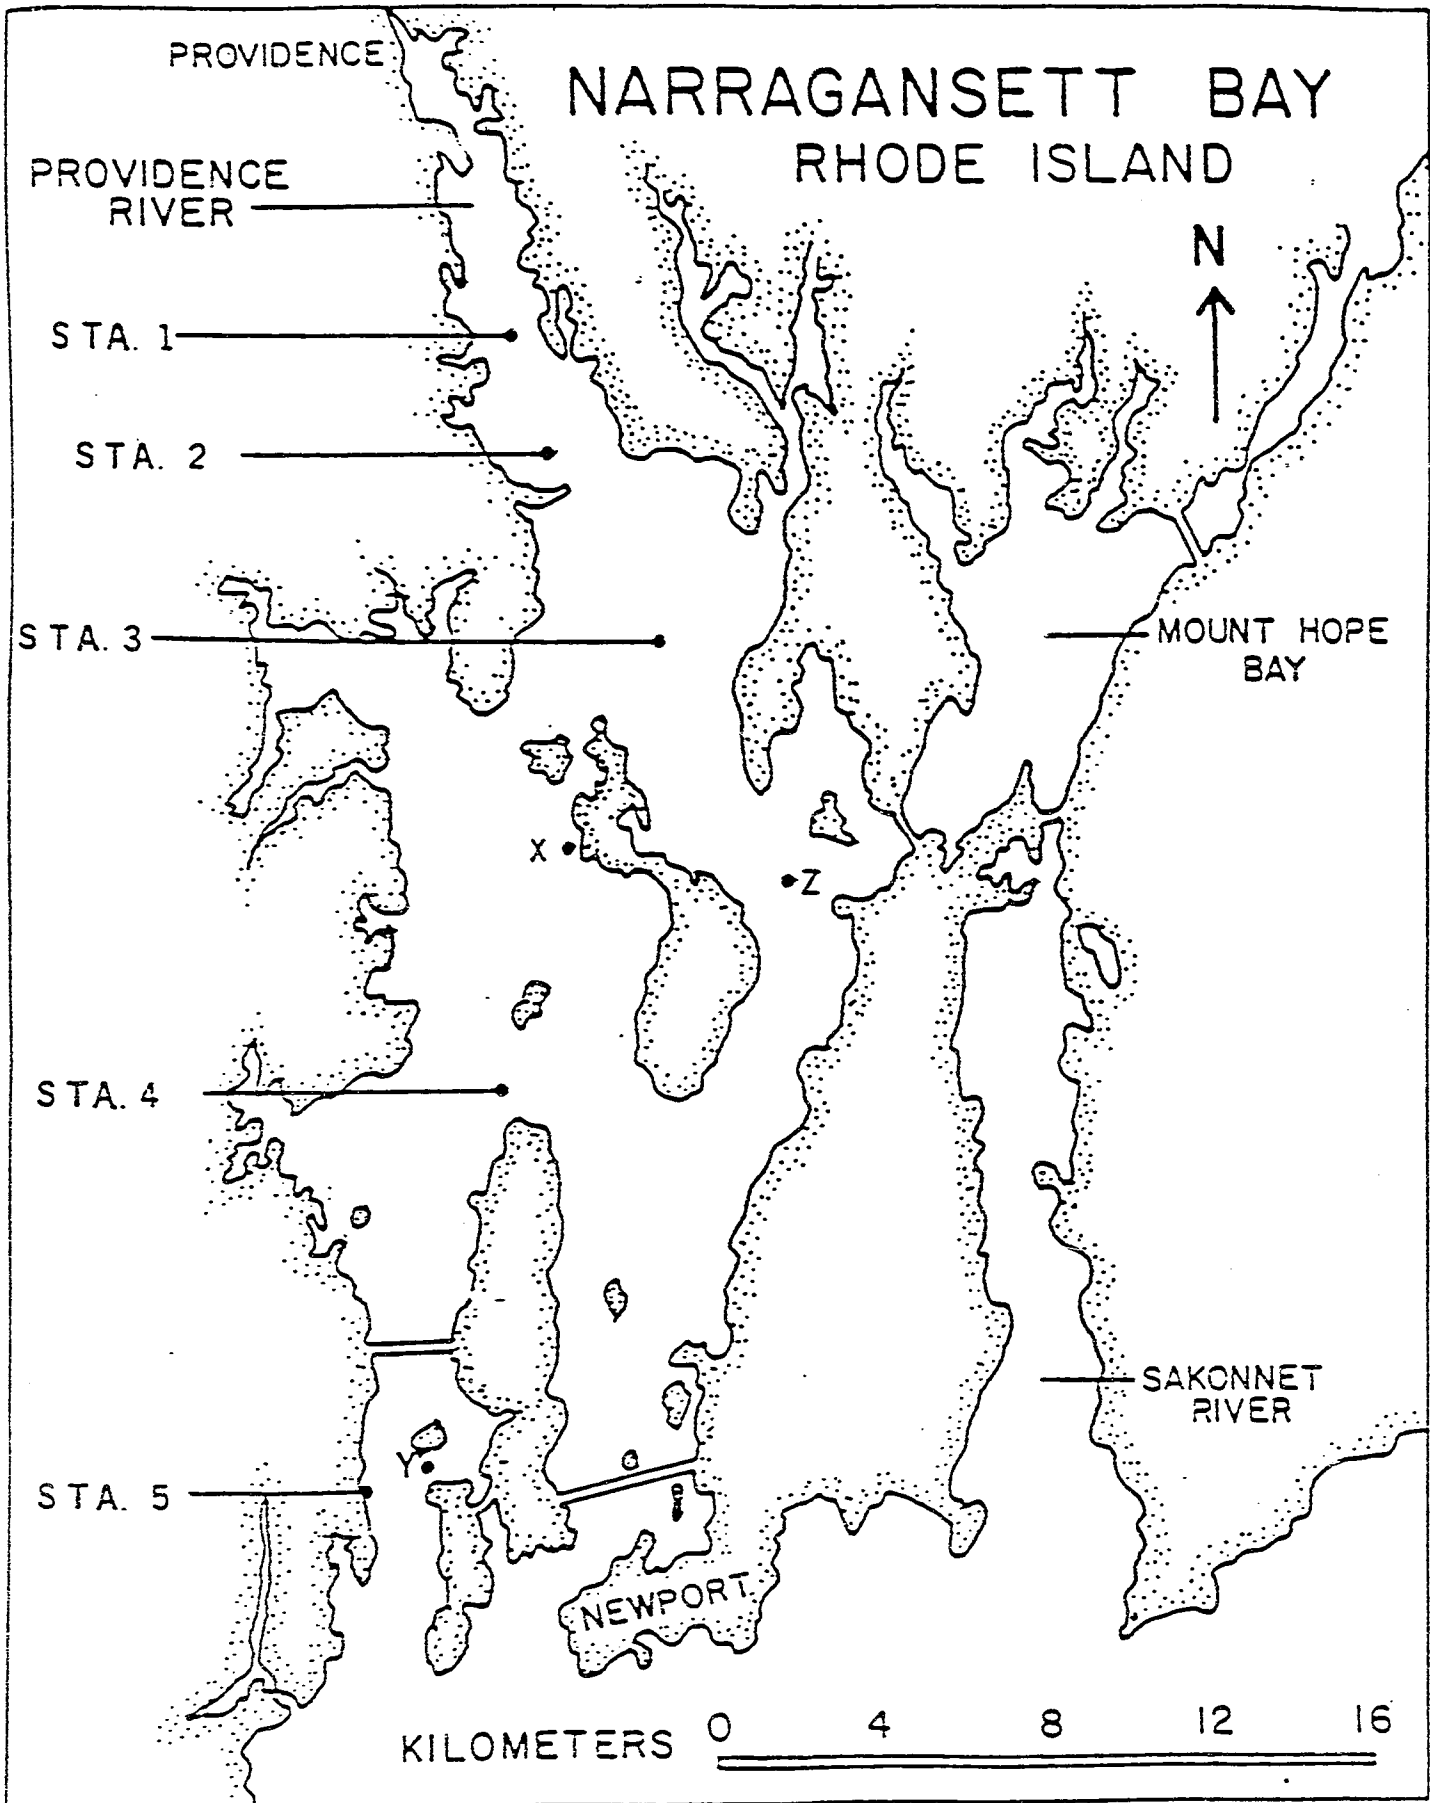 PROVIDENCE
NARRAGANSETT BAY
RHODE ISLAND
PROVIDENCE
RIVER
N
STA. 1
STA. 2
STA. 3
MOUNT HOPE
BAY
X
Z
STA. 4
SAKONNET
RIVER
Y
STA. 5
NEWPORT
KILOMETERS 0 4 8 12 16